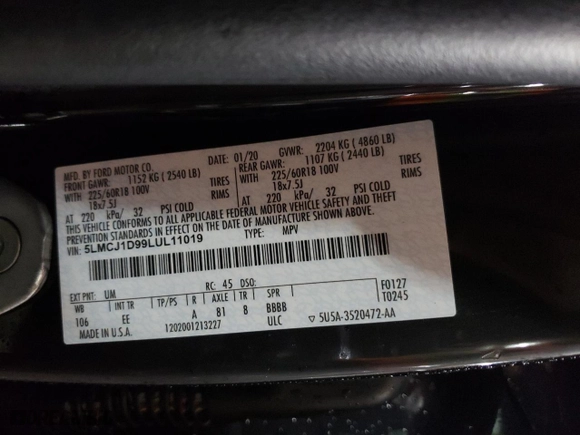 MFD. BY FORD MOTOR CO.
DATE: 01/20 GVWR: 2204 KG ( 4860 LB)
FRONT GAWR: 1152 KG ( 2540 LB) REAR GAWR: 1107 KG ( 2440 LB)
WITH 225/60R18 100V TIRES WITH 225/60R18 100V TIRES
18x7.5J RIMS 18x7.5J RIMS
AT 220 kPa/ 32 PSI COLD AT 220 kPa/ 32 PSI COLD
THIS VEHICLE CONFORMS TO ALL APPLICABLE FEDERAL MOTOR VEHICLE SAFETY AND THEFT
PREVENTION STANDARDS IN EFFECT ON THE DATE OF MANUFACTURE SHOWN ABOVE.
VIN: 5LMCJ1D99LUL11019 TYPE: MPV
F0127
T0245
EXT PNT: UM RC: 45 DSO:
WB INT TR TP/PS R AXLE TR SPR
106 EE A B1 B BBBB
MADE IN U.S.A. 1202001213227 ULC ▽ 5U5A-3520472-AA